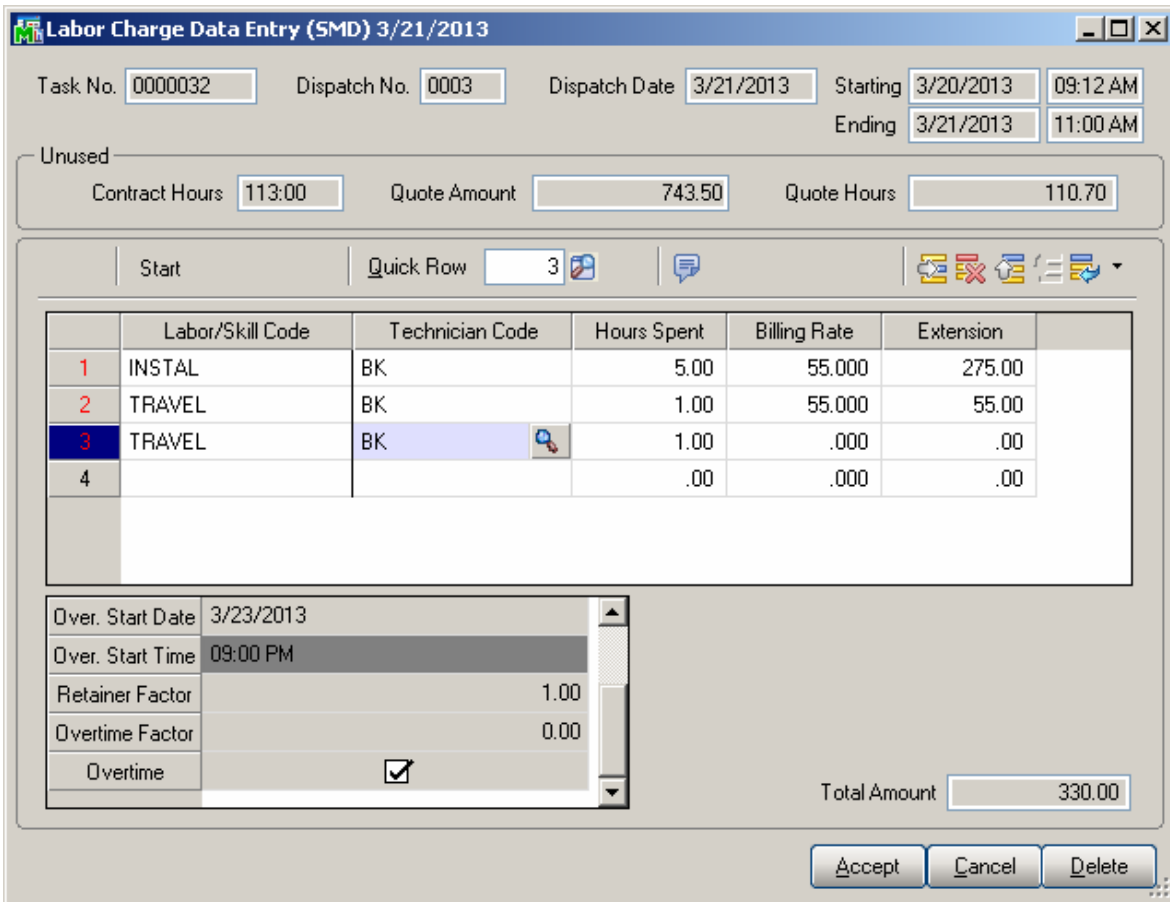 Labor Charge Data Entry (SMD) 3/21/2013
Task No. 0000032 Dispatch No. 0003 Dispatch Date 3/21/2013 Starting 3/20/2013 09:12 AM
Ending 3/21/2013 11:00 AM
Unused
Contract Hours 113:00 Quote Amount 743.50 Quote Hours 110.70
Start Quick Row 3
Labor/Skill Code Technician Code Hours Spent Billing Rate Extension
1 INSTAL BK 5.00 55.000 275.00
2 TRAVEL BK 1.00 55.000 55.00
3 TRAVEL BK 1.00 .000 .00
4 .00 .000 .00
Over. Start Date 3/23/2013
Over. Start Time 09:00 PM
Retainer Factor 1.00
Overtime Factor 0.00
Overtime
Total Amount 330.00
Accept Cancel Delete